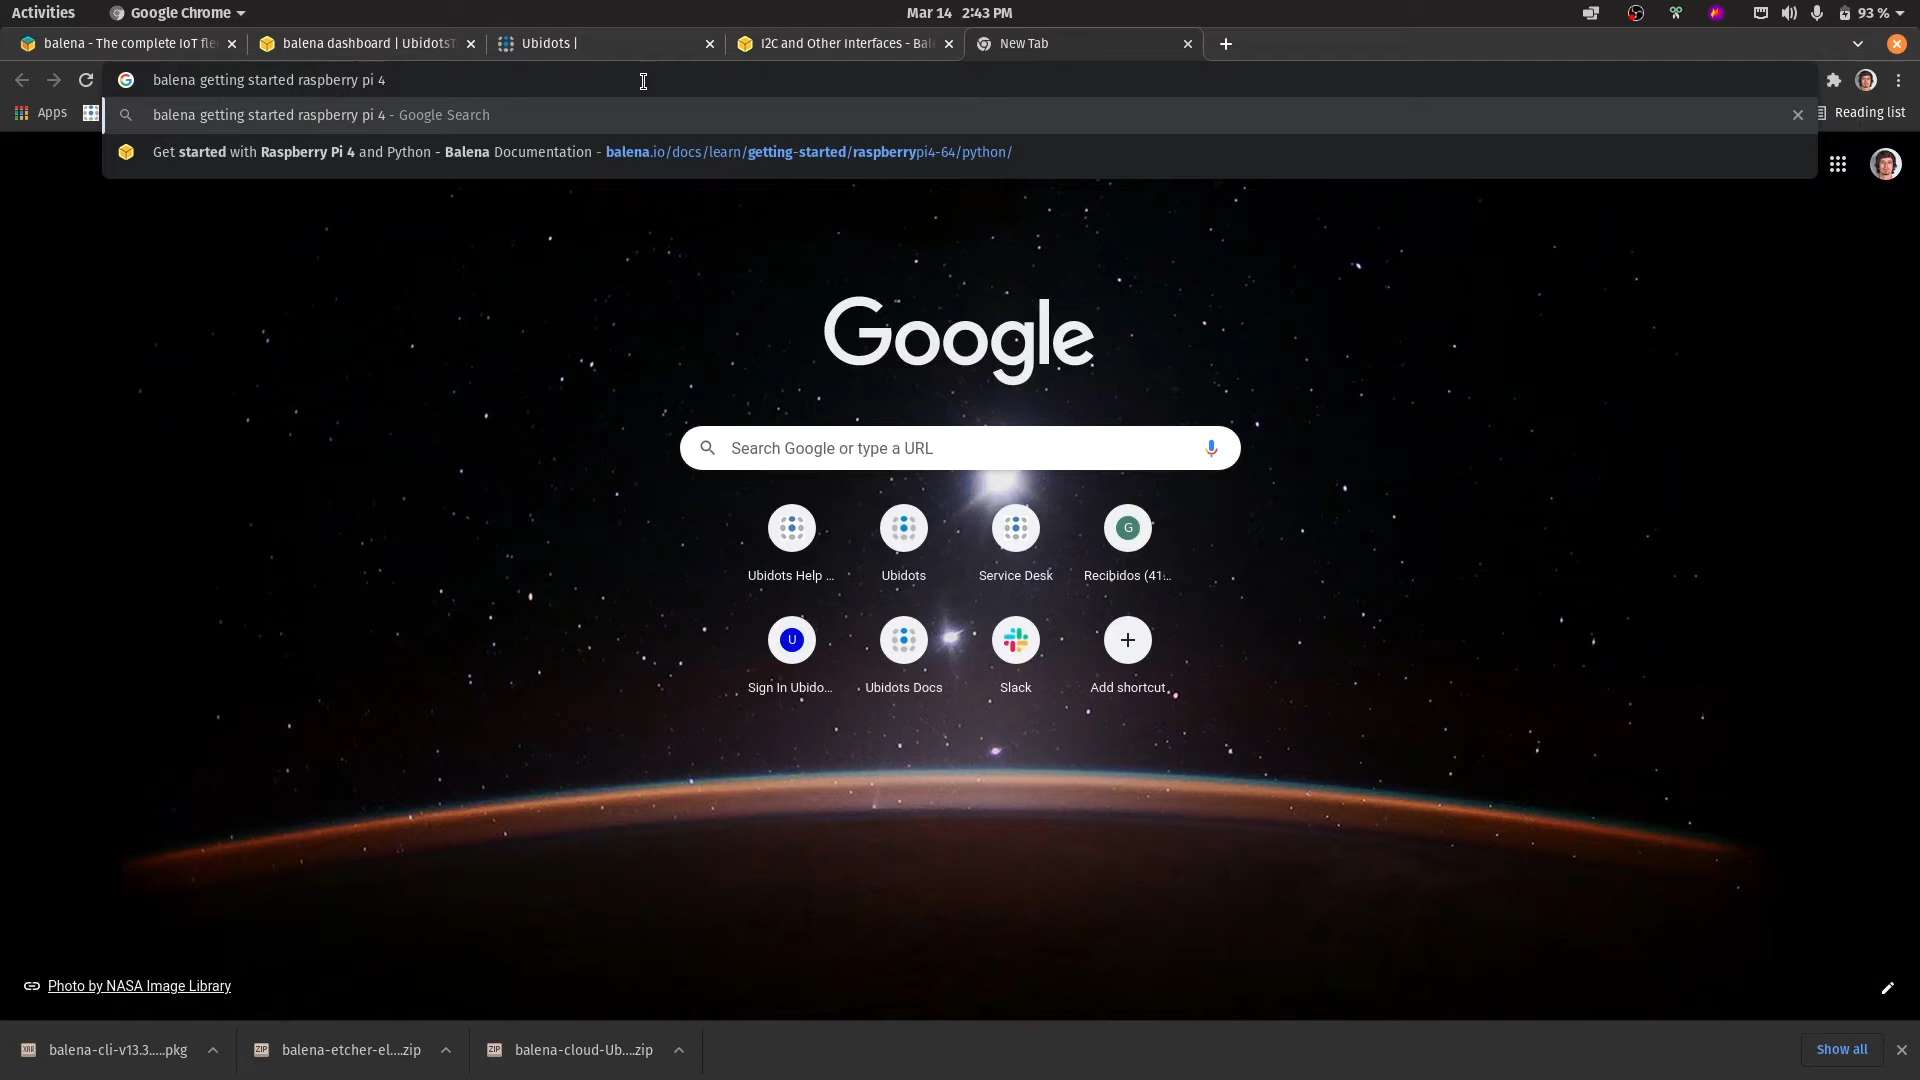 Activities
Google Chrome
Mar 14 2:43 PM
93 %
balena - The complete IoT fle
balena dashboard | UbidotsT
Ubidots |
I2C and Other Interfaces - Bal
New Tab
balena getting started raspberry pi 4
Apps
balena getting started raspberry pi 4 - Google Search
Reading list
Get started with Raspberry Pi 4 and Python - Balena Documentation - balena.io/docs/learn/getting-started/raspberrypi4-64/python/
Google
Search Google or type a URL
G
Ubidots Help ...
Ubidots
Service Desk
Recibidos (41...
U
Sign In Ubido...
Ubidots Docs
Slack
Add shortcut
Photo by NASA Image Library
XAR
balena-cli-v13.3.....pkg
ZIP
balena-etcher-el....zip
ZIP
balena-cloud-Ub....zip
Show all